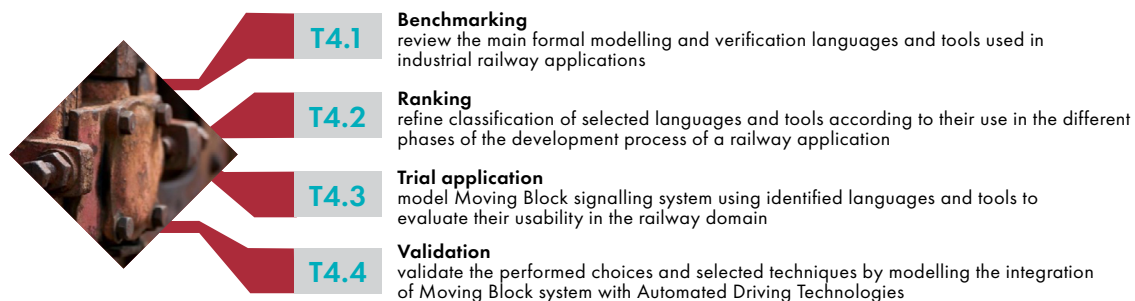 T4.1
Benchmarking
review the main formal modelling and verification languages and tools used in
industrial railway applications
T4.2
Ranking
refine classification of selected languages and tools according to their use in the different
phases of the development process of a railway application
T4.3
Trial application
model Moving Block signalling system using identified languages and tools to
evaluate their usability in the railway domain
T4.4
Validation
validate the performed choices and selected techniques by modelling the integration
of Moving Block system with Automated Driving Technologies